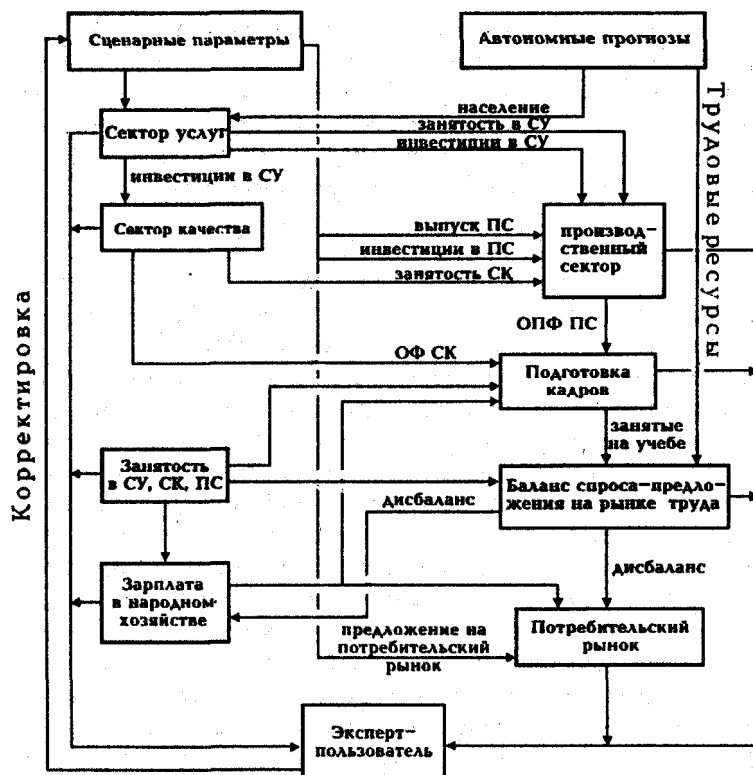 Сценарные параметры
Автономные прогнозы
население
Сектор услуг
занятость в СУ
инвестиции в СУ
инвестиции в СУ
Трудовые ресурсы
Сектор качества
выпуск ПС
инвестиции в ПС
занятость СК
производ-
ственный
сектор
ОПФ ПС
ОФ СК
Подготовка
кадров
Корректировка
занятые
на учебе
Занятость
в СУ, СК, ПС
Баланс спроса-предло-
жения на рынке труда
дисбаланс
дисбаланс
Зарплата
в народном
хозяйстве
предложение на
потребительский
рынок
Потребительский
рынок
Эксперт-
пользователь